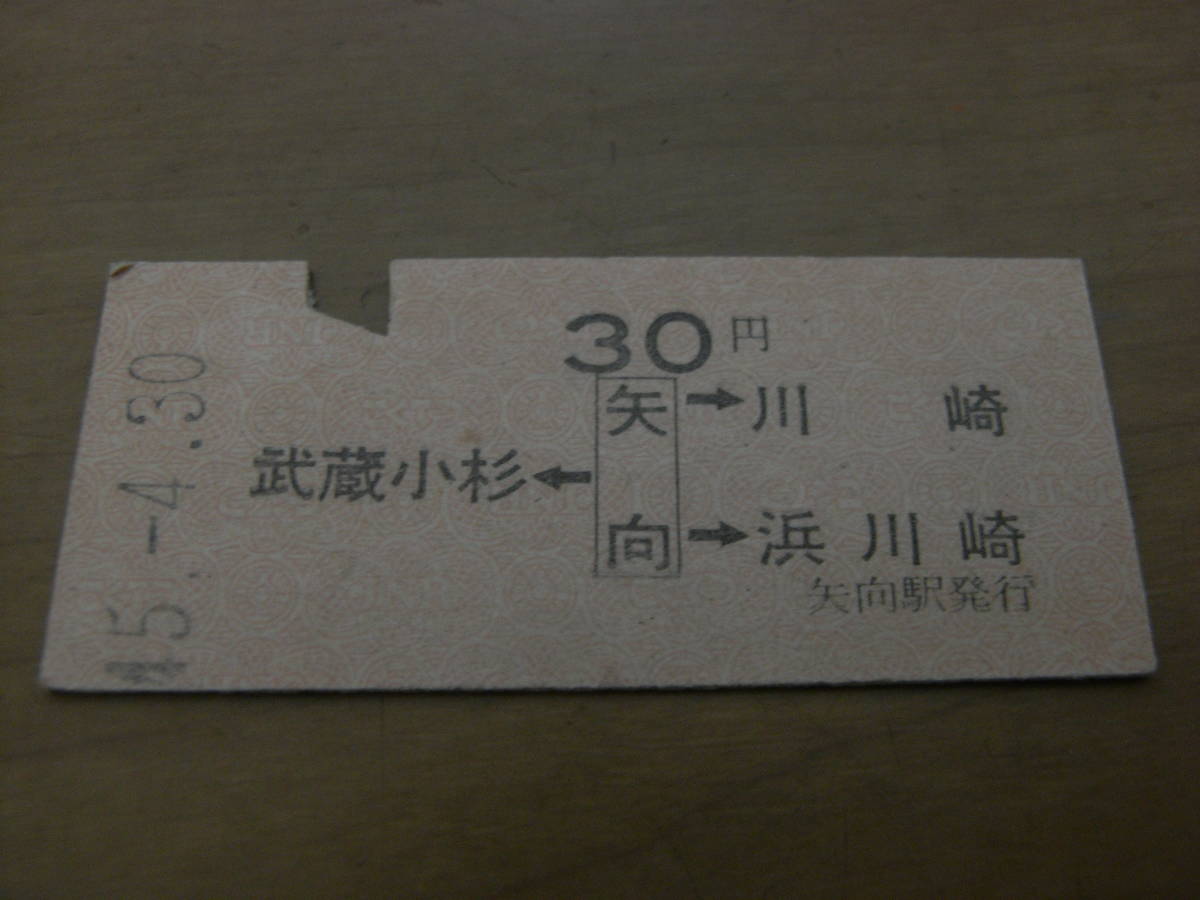 30円
矢向
→川崎
武蔵小杉←
→浜川崎
矢向駅発行
45.-4.30